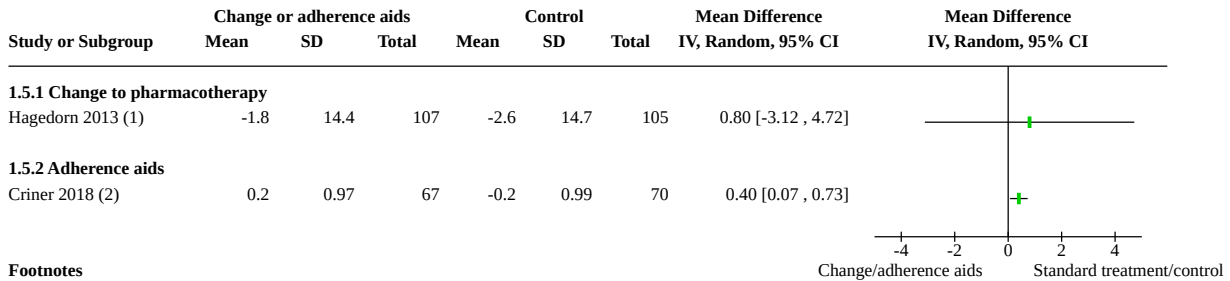 Change or adherence aids Control Mean Difference Mean Difference
Study or Subgroup Mean SD Total Mean SD Total IV, Random, 95% CI IV, Random, 95% CI
1.5.1 Change to pharmacotherapy
Hagedorn 2013 (1) -1.8 14.4 107 -2.6 14.7 105 0.80 [-3.12 , 4.72]
1.5.2 Adherence aids
Criner 2018 (2) 0.2 0.97 67 -0.2 0.99 70 0.40 [0.07 , 0.73]
-4 -2 0 2 4
Footnotes Change/adherence aids Standard treatment/control